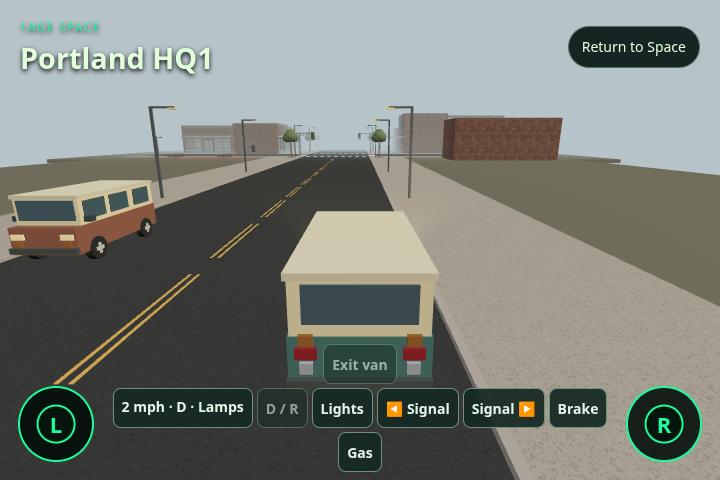 Portland HQ1
Return to Space
Exit van
2 mph · D · Lamps
D / R
Lights
◀ Signal
Signal ▶
Brake
Gas
L
R